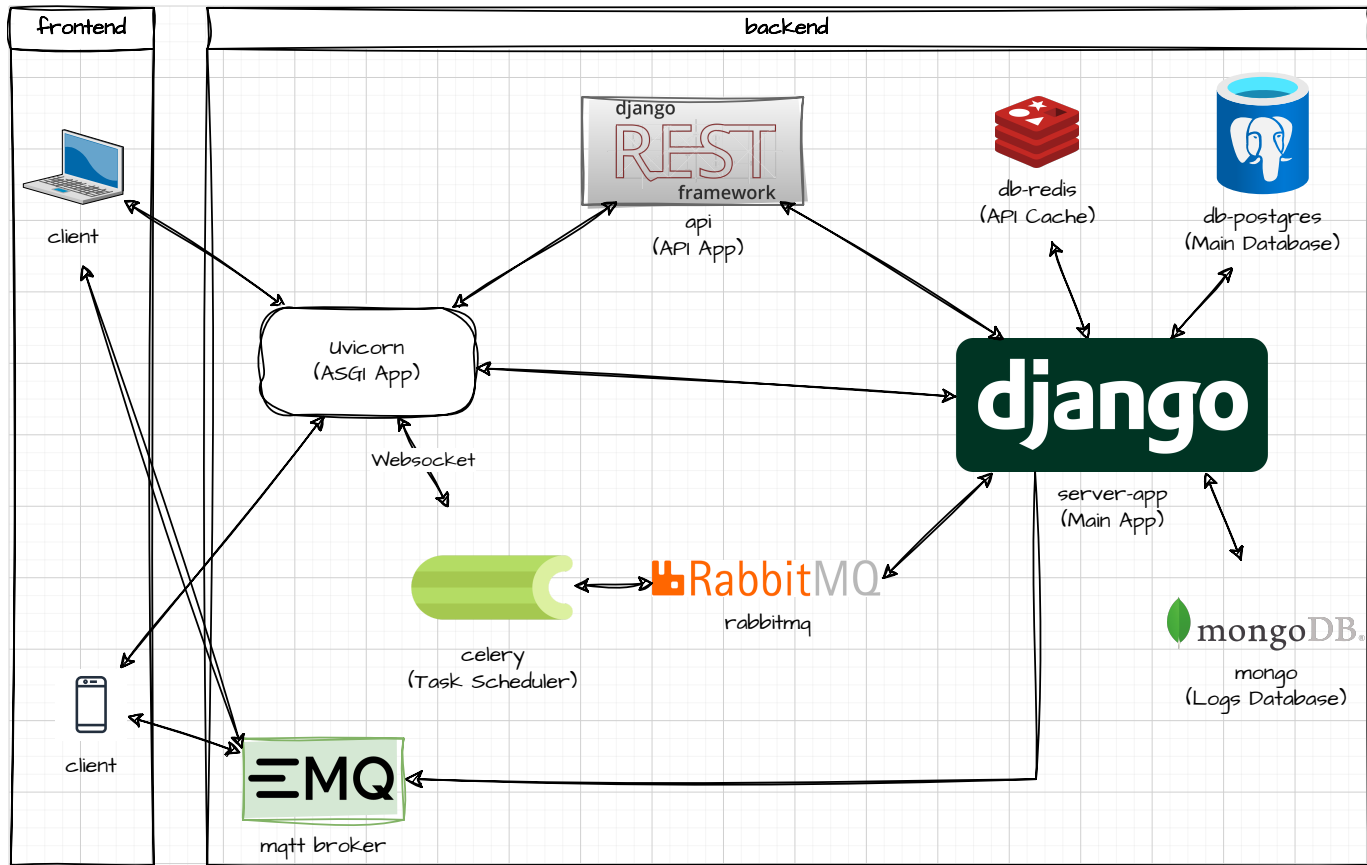 frontend
backend
django
REST
framework
api
(API App)
db-redis
(API Cache)
db-postgres
(Main Database)
client
Uvicorn
(ASGI App)
Websocket
django
server-app
(Main App)
RabbitMQ
rabbitmq
celery
(Task Scheduler)
mongoDB.
mongo
(Logs Database)
client
EMQ
mqtt broker